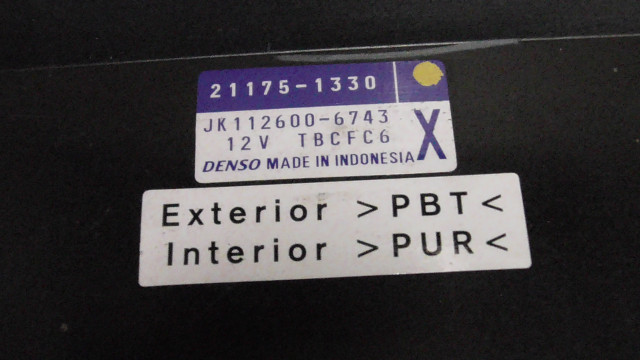 21175-1330
JK112600-6743
12V TBCFC6
X
DENSO MADE IN INDONESIA
Exterior >PBT<
Interior >PUR<